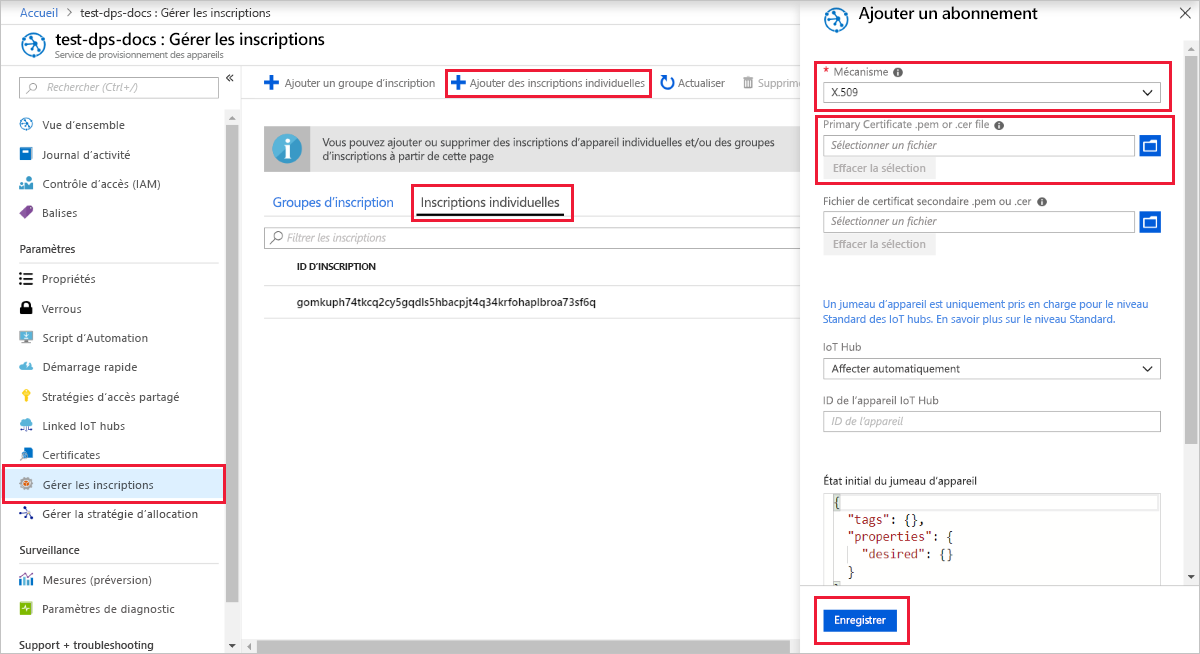 Accueil > test-dps-docs : Gérer les inscriptions
test-dps-docs : Gérer les inscriptions
Service de provisionnement des appareils
Rechercher (Ctrl+/)
«
Vue d'ensemble
Journal d'activité
Contrôle d'accès (IAM)
Balises
Paramètres
Propriétés
Verrous
Script d'Automation
Démarrage rapide
Stratégies d'accès partagé
Linked IoT hubs
Certificates
Gérer les inscriptions
Gérer la stratégie d'allocation
Surveillance
Mesures (préversion)
Paramètres de diagnostic
Support + troubleshooting
Ajouter un groupe d'inscription
Ajouter des inscriptions individuelles
Actualiser
Supprime
Vous pouvez ajouter ou supprimer des inscriptions d'appareil individuelles et/ou des groupes
d'inscriptions à partir de cette page
Groupes d'inscription
Inscriptions individuelles
Filtrer les inscriptions
ID D'INSCRIPTION
gomkuph74tkcq2cy5gqdls5hbacpjt4q34krfohaplbroa73sf6q
Ajouter un abonnement
* Mécanisme
X.509
Primary Certificate .pem or .cer file
Sélectionner un fichier
Effacer la sélection
Fichier de certificat secondaire .pem ou .cer
Sélectionner un fichier
Effacer la sélection
Un jumeau d'appareil est uniquement pris en charge pour le niveau
Standard des IoT hubs. En savoir plus sur le niveau Standard.
IoT Hub
Affecter automatiquement
ID de l'appareil IoT Hub
ID de l'appareil
État initial du jumeau d'appareil
{
"tags": {},
"properties": {
"desired": {}
}
Enregistrer